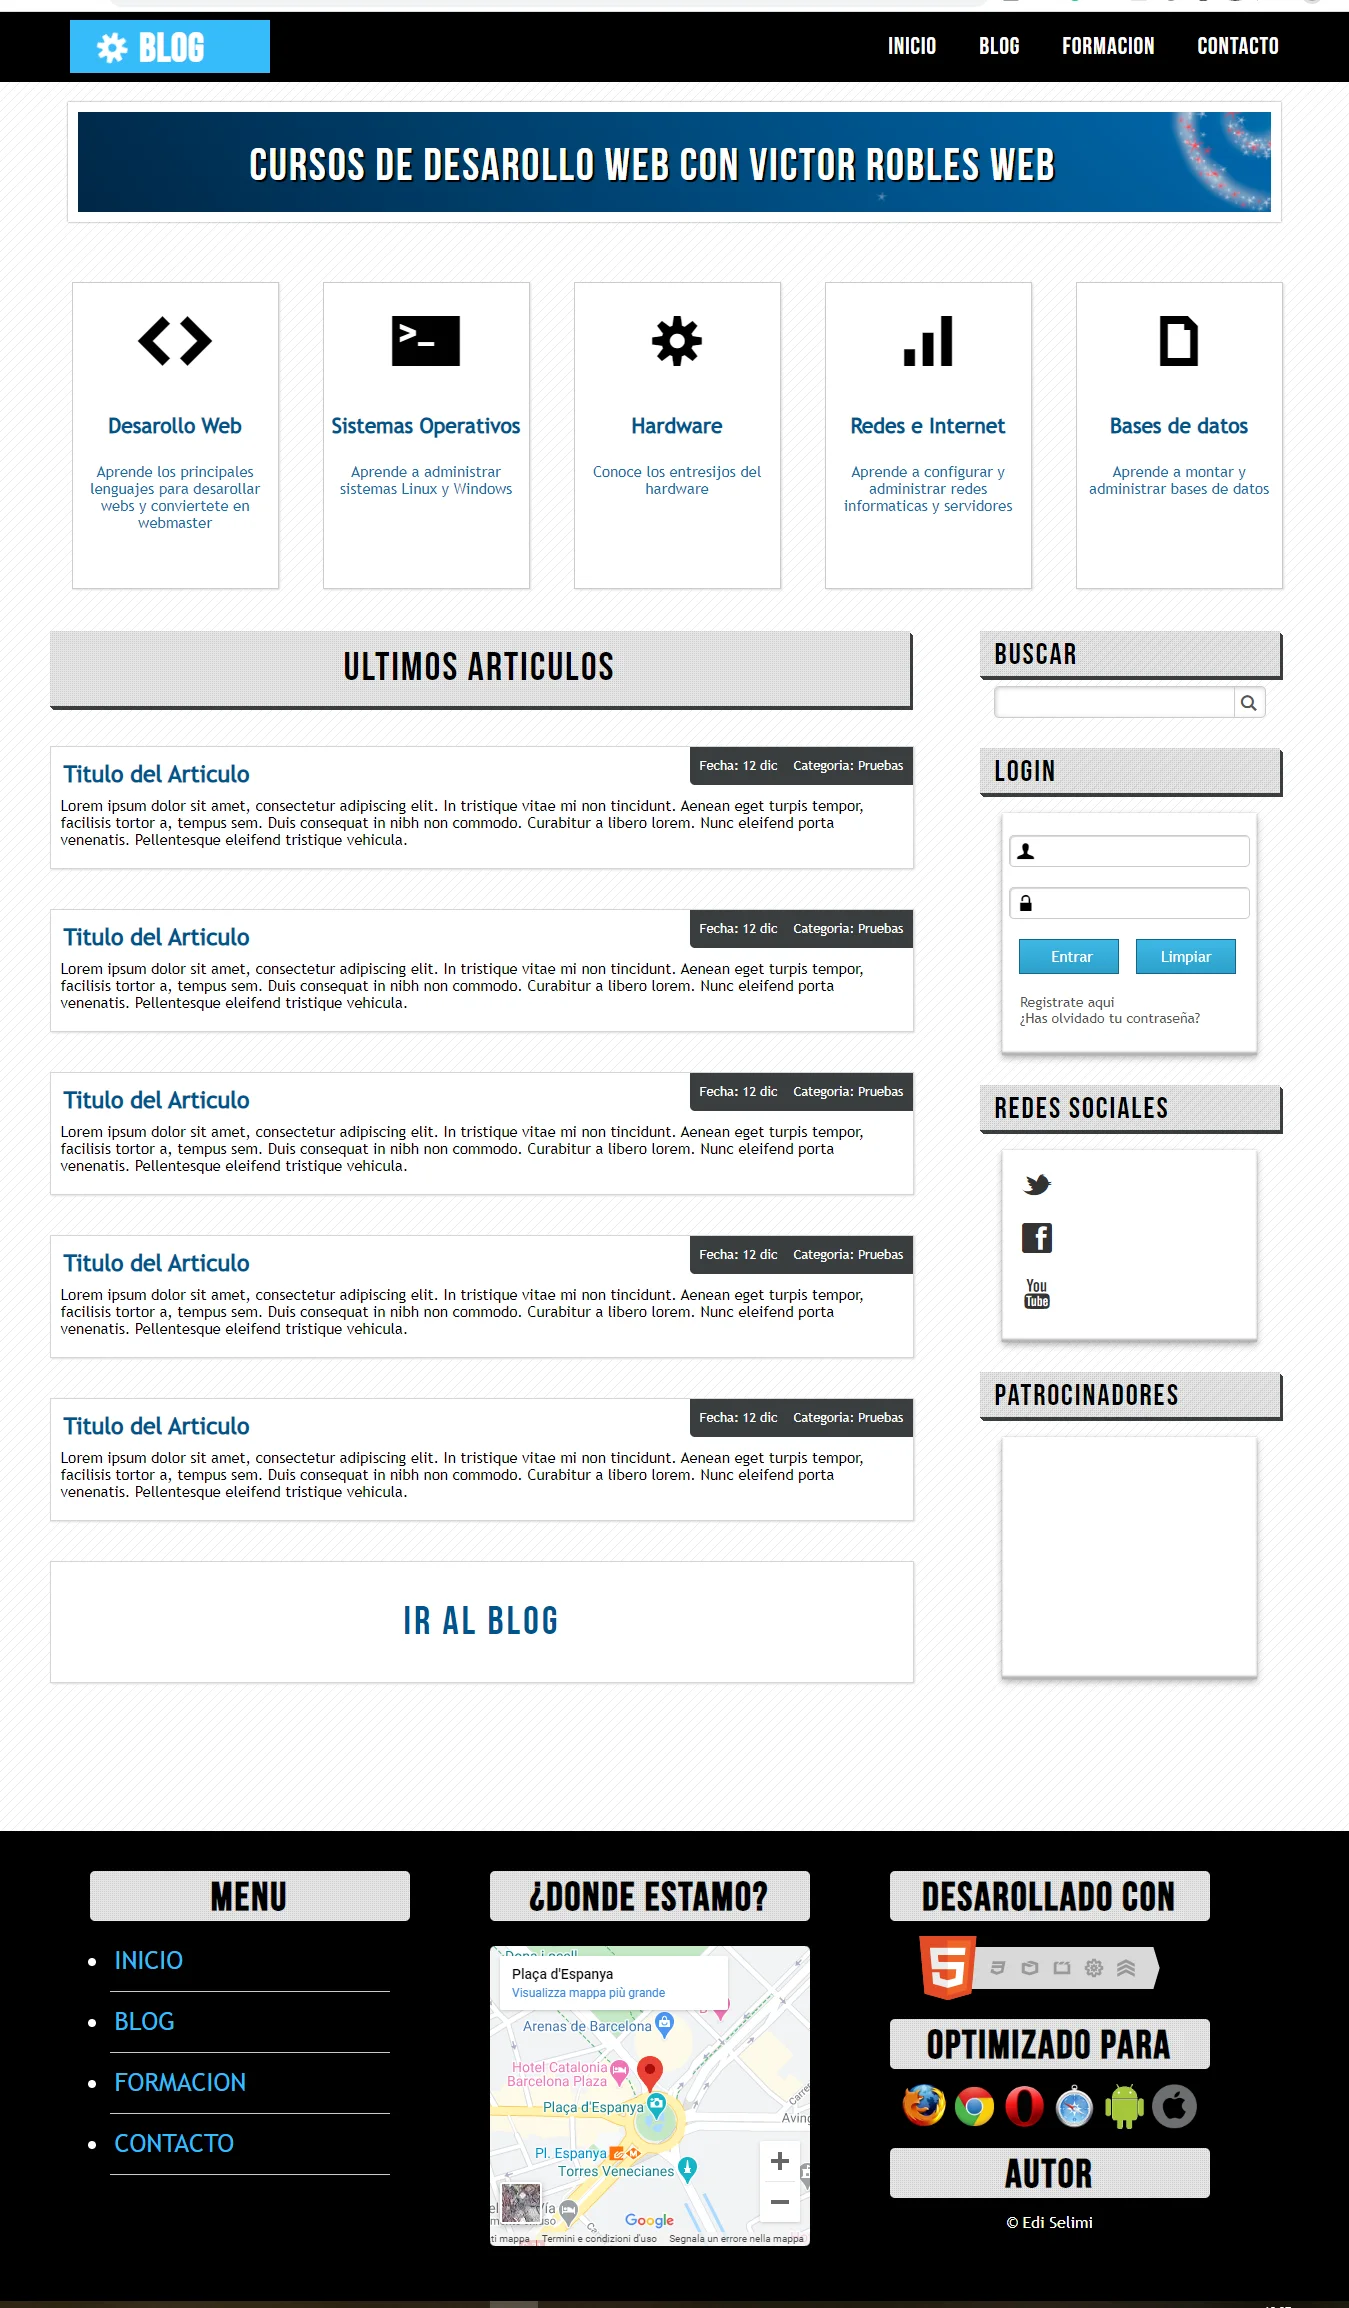 BLOG
INICIO BLOG FORMACION CONTACTO
CURSOS DE DESAROLLO WEB CON VICTOR ROBLES WEB
Desarollo Web
Aprende los principales
lenguajes para desarollar
webs y conviertete en
webmaster
Sistemas Operativos
Aprende a administrar
sistemas Linux y Windows
Hardware
Conoce los entresijos del
hardware
Redes e Internet
Aprende a configurar y
administrar redes
informaticas y servidores
Bases de datos
Aprende a montar y
administrar bases de datos
ULTIMOS ARTICULOS
Titulo del Articulo
Fecha: 12 dic Categoria: Pruebas
Lorem ipsum dolor sit amet, consectetur adipiscing elit. In tristique vitae mi non tincidunt. Aenean eget turpis tempor,
facilisis tortor a, tempus sem. Duis consequat in nibh non commodo. Curabitur a libero lorem. Nunc eleifend porta
venenatis. Pellentesque eleifend tristique vehicula.
Titulo del Articulo
Fecha: 12 dic Categoria: Pruebas
Lorem ipsum dolor sit amet, consectetur adipiscing elit. In tristique vitae mi non tincidunt. Aenean eget turpis tempor,
facilisis tortor a, tempus sem. Duis consequat in nibh non commodo. Curabitur a libero lorem. Nunc eleifend porta
venenatis. Pellentesque eleifend tristique vehicula.
Titulo del Articulo
Fecha: 12 dic Categoria: Pruebas
Lorem ipsum dolor sit amet, consectetur adipiscing elit. In tristique vitae mi non tincidunt. Aenean eget turpis tempor,
facilisis tortor a, tempus sem. Duis consequat in nibh non commodo. Curabitur a libero lorem. Nunc eleifend porta
venenatis. Pellentesque eleifend tristique vehicula.
Titulo del Articulo
Fecha: 12 dic Categoria: Pruebas
Lorem ipsum dolor sit amet, consectetur adipiscing elit. In tristique vitae mi non tincidunt. Aenean eget turpis tempor,
facilisis tortor a, tempus sem. Duis consequat in nibh non commodo. Curabitur a libero lorem. Nunc eleifend porta
venenatis. Pellentesque eleifend tristique vehicula.
Titulo del Articulo
Fecha: 12 dic Categoria: Pruebas
Lorem ipsum dolor sit amet, consectetur adipiscing elit. In tristique vitae mi non tincidunt. Aenean eget turpis tempor,
facilisis tortor a, tempus sem. Duis consequat in nibh non commodo. Curabitur a libero lorem. Nunc eleifend porta
venenatis. Pellentesque eleifend tristique vehicula.
IR AL BLOG
BUSCAR
LOGIN
Entrar Limpiar
Registrate aqui
¿Has olvidado tu contraseña?
REDES SOCIALES
You
Tube
PATROCINADORES
MENU
INICIO
BLOG
FORMACION
CONTACTO
¿DONDE ESTAMO?
Plaça d'Espanya
Visualizza mappa più grande
Arenas de Barcelona
Hotel Catalonia
Barcelona Plaza
Plaça d'Espanya
Aving
Pl. Espanya
Torres Venecianes
Google
ti mappa Termini e condizioni d'uso Segnala un errore nella mappa
DESAROLLADO CON
5
OPTIMIZADO PARA
AUTOR
© Edi Selimi